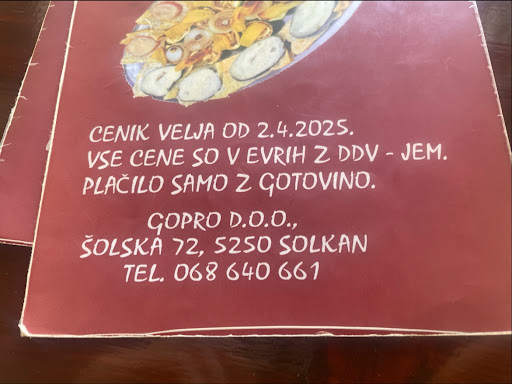 CENIK VELJA OD 2.4.2025.
VSE CENE SO V EVRIH Z DDV - JEM.
PLAČILO SAMO Z GOTOVINO.
GOPRO D.O.O.,
ŠOLSKA 72, 5250 SOLKAN
TEL. 068 640 661